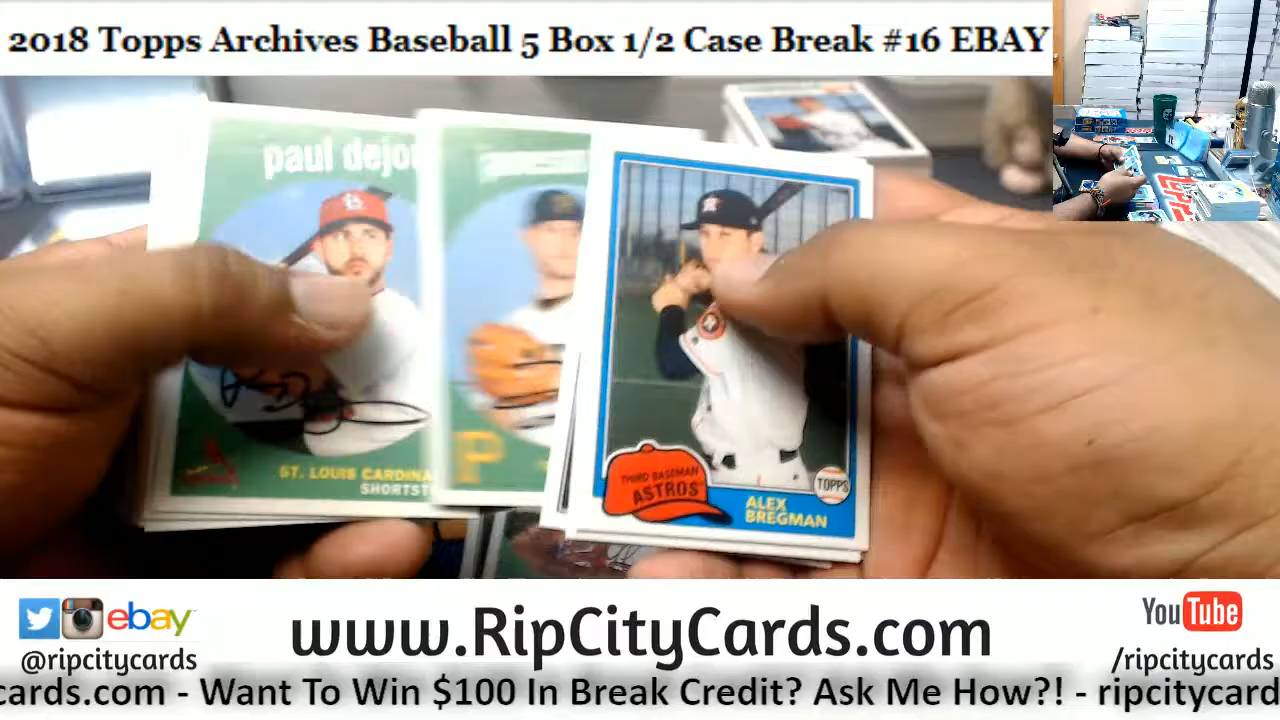 2018 Topps Archives Baseball 5 Box 1/2 Case Break #16 EBAY
paul dejo
ST. LOUIS CARDINA
SHORTST
P
THIRD BASEMAN
ASTROS
TOPPS
ALEX
BREGMAN
ebay
@ripcitycards
www.RipCityCards.com
YouTube
/ripcitycards
cards.com - Want To Win $100 In Break Credit? Ask Me How?! - ripcitycard